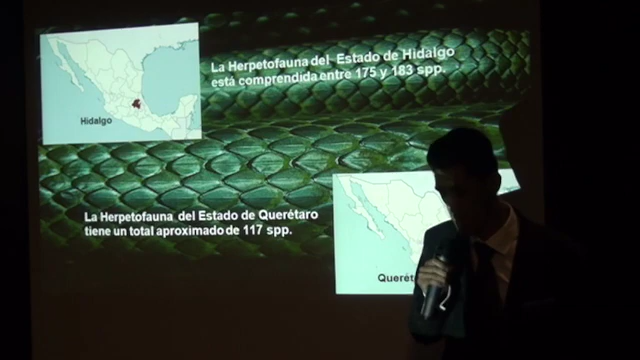 La Herpetofauna del Estado de Hidalgo
está comprendida entre 175 y 183 spp.
Hidalgo
La Herpetofauna del Estado de Querétaro
tiene un total aproximado de 117 spp.